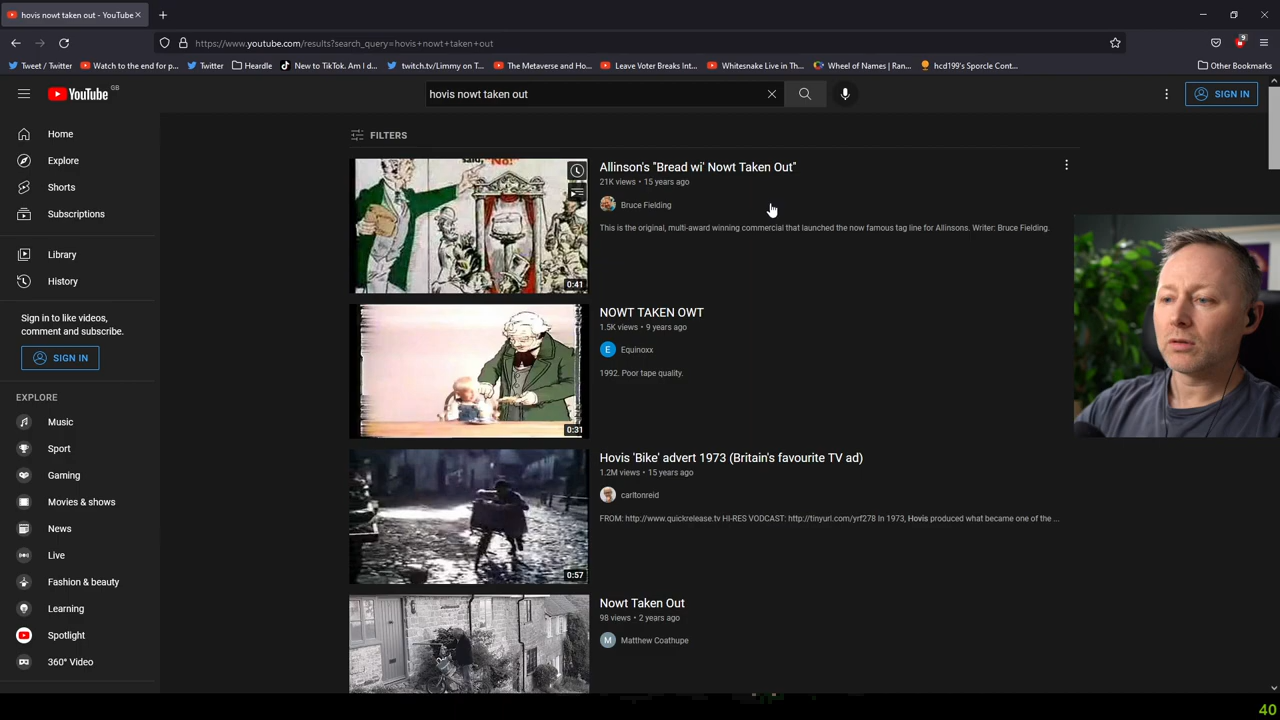 hovis nowt taken out - YouTube
https://www.youtube.com/results?search_query=hovis+nowt+taken+out
9
Tweet / Twitter
Watch to the end for p...
Twitter
Heardle
New to TikTok. Am I d...
twitch.tv/Limmy on T...
The Metaverse and Ho...
Leave Voter Breaks Int...
Whitesnake Live in Th...
Wheel of Names | Ran...
hcd199's Sporcle Cont...
Other Bookmarks
YouTube GB
hovis nowt taken out
SIGN IN
Home
Explore
Shorts
Subscriptions
Library
History
Sign in to like videos,
comment and subscribe.
SIGN IN
EXPLORE
Music
Sport
Gaming
Movies & shows
News
Live
Fashion & beauty
Learning
Spotlight
360° Video
FILTERS
said, "No!"
0:41
Allinson's "Bread wi' Nowt Taken Out"
21K views • 15 years ago
Bruce Fielding
This is the original, multi-award winning commercial that launched the now famous tag line for Allinsons. Writer: Bruce Fielding.
0:31
NOWT TAKEN OWT
1.5K views • 9 years ago
E
Equinoxx
1992. Poor tape quality.
0:57
Hovis 'Bike' advert 1973 (Britain's favourite TV ad)
1.2M views • 15 years ago
carltonreid
FROM: http://www.quickrelease.tv HI-RES VODCAST: http://tinyurl.com/yrf278 In 1973, Hovis produced what became one of the ...
Nowt Taken Out
98 views • 2 years ago
M
Matthew Coathupe
40